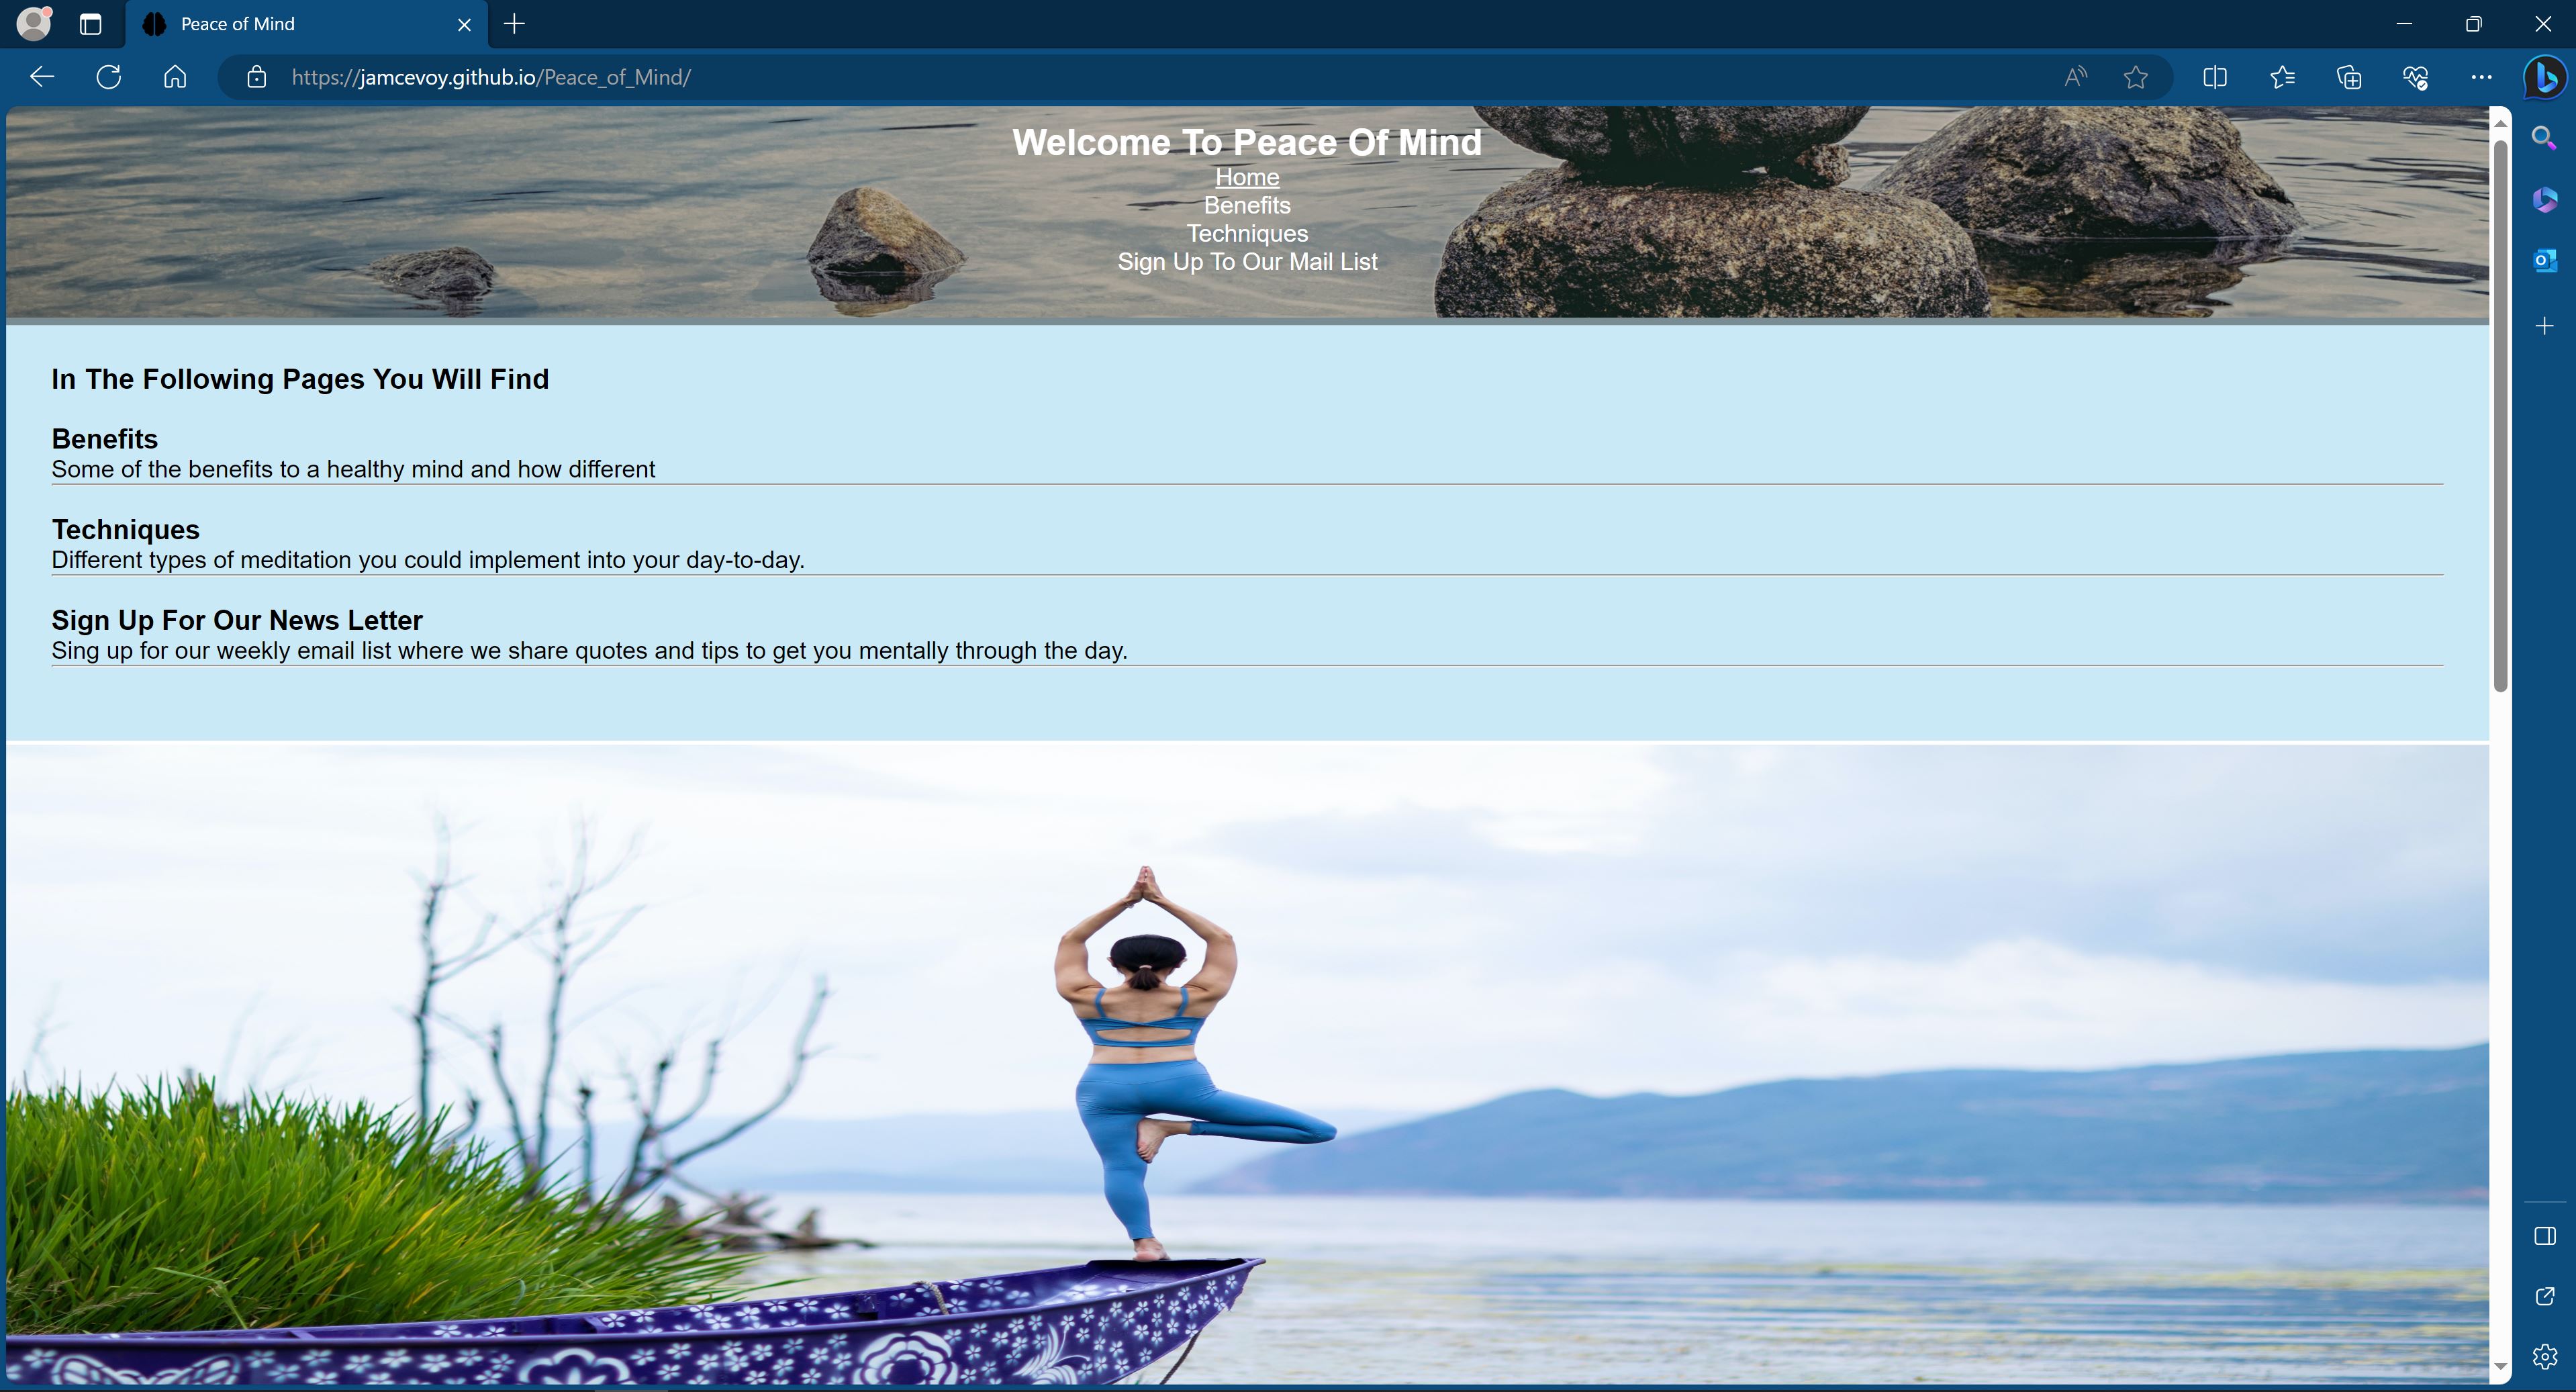 Peace of Mind
https://jamcevoy.github.io/Peace_of_Mind/
Welcome To Peace Of Mind
Home
Benefits
Techniques
Sign Up To Our Mail List
In The Following Pages You Will Find
Benefits
Some of the benefits to a healthy mind and how different
Techniques
Different types of meditation you could implement into your day-to-day.
Sign Up For Our News Letter
Sing up for our weekly email list where we share quotes and tips to get you mentally through the day.